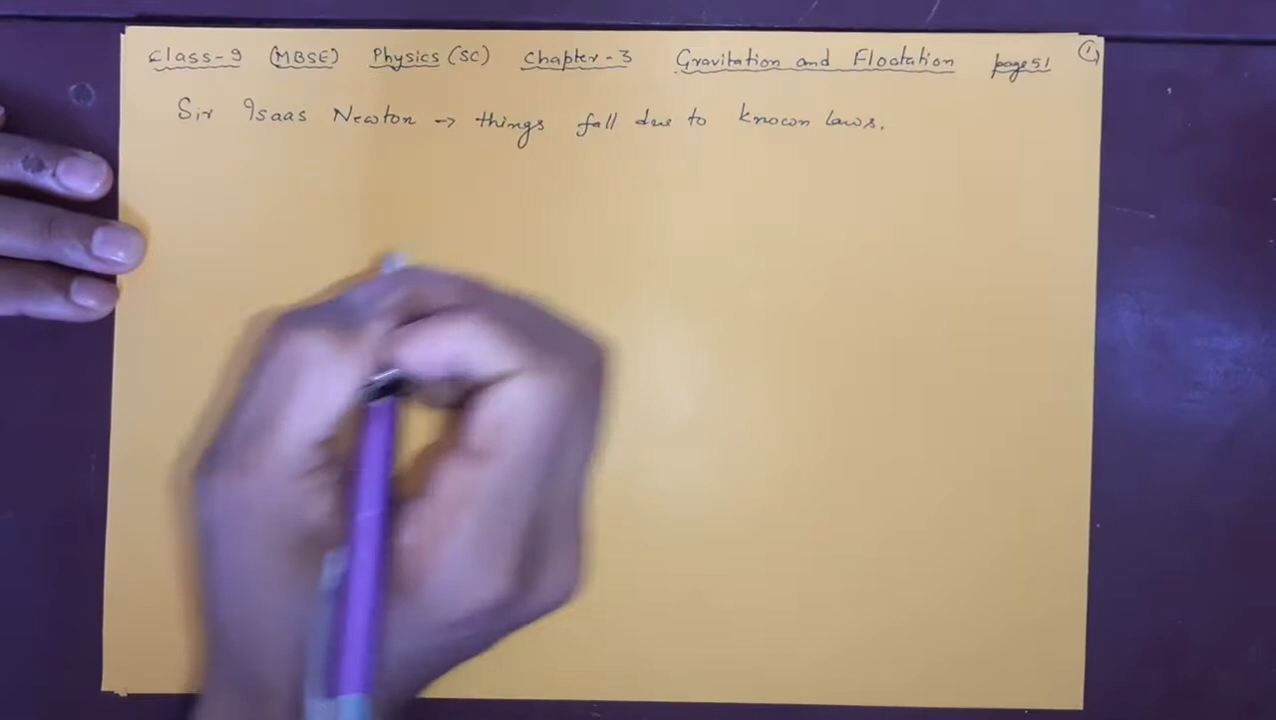 Class-9 (MBSE) Physics (SC) Chapter-3 Gravitation and Floatation page 51 1
Sir Isaas Newton → things fall due to known laws.